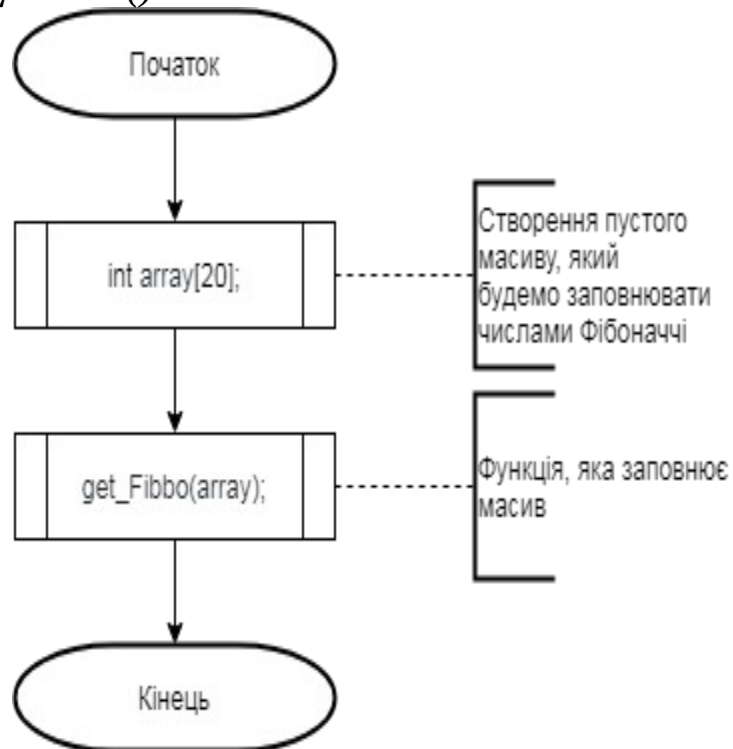 Початок
int array[20];
Створення пустого
масиву, який
будемо заповнювати
числами Фібоначчі
get_Fibbo(array);
Функція, яка заповнює
масив
Кінець